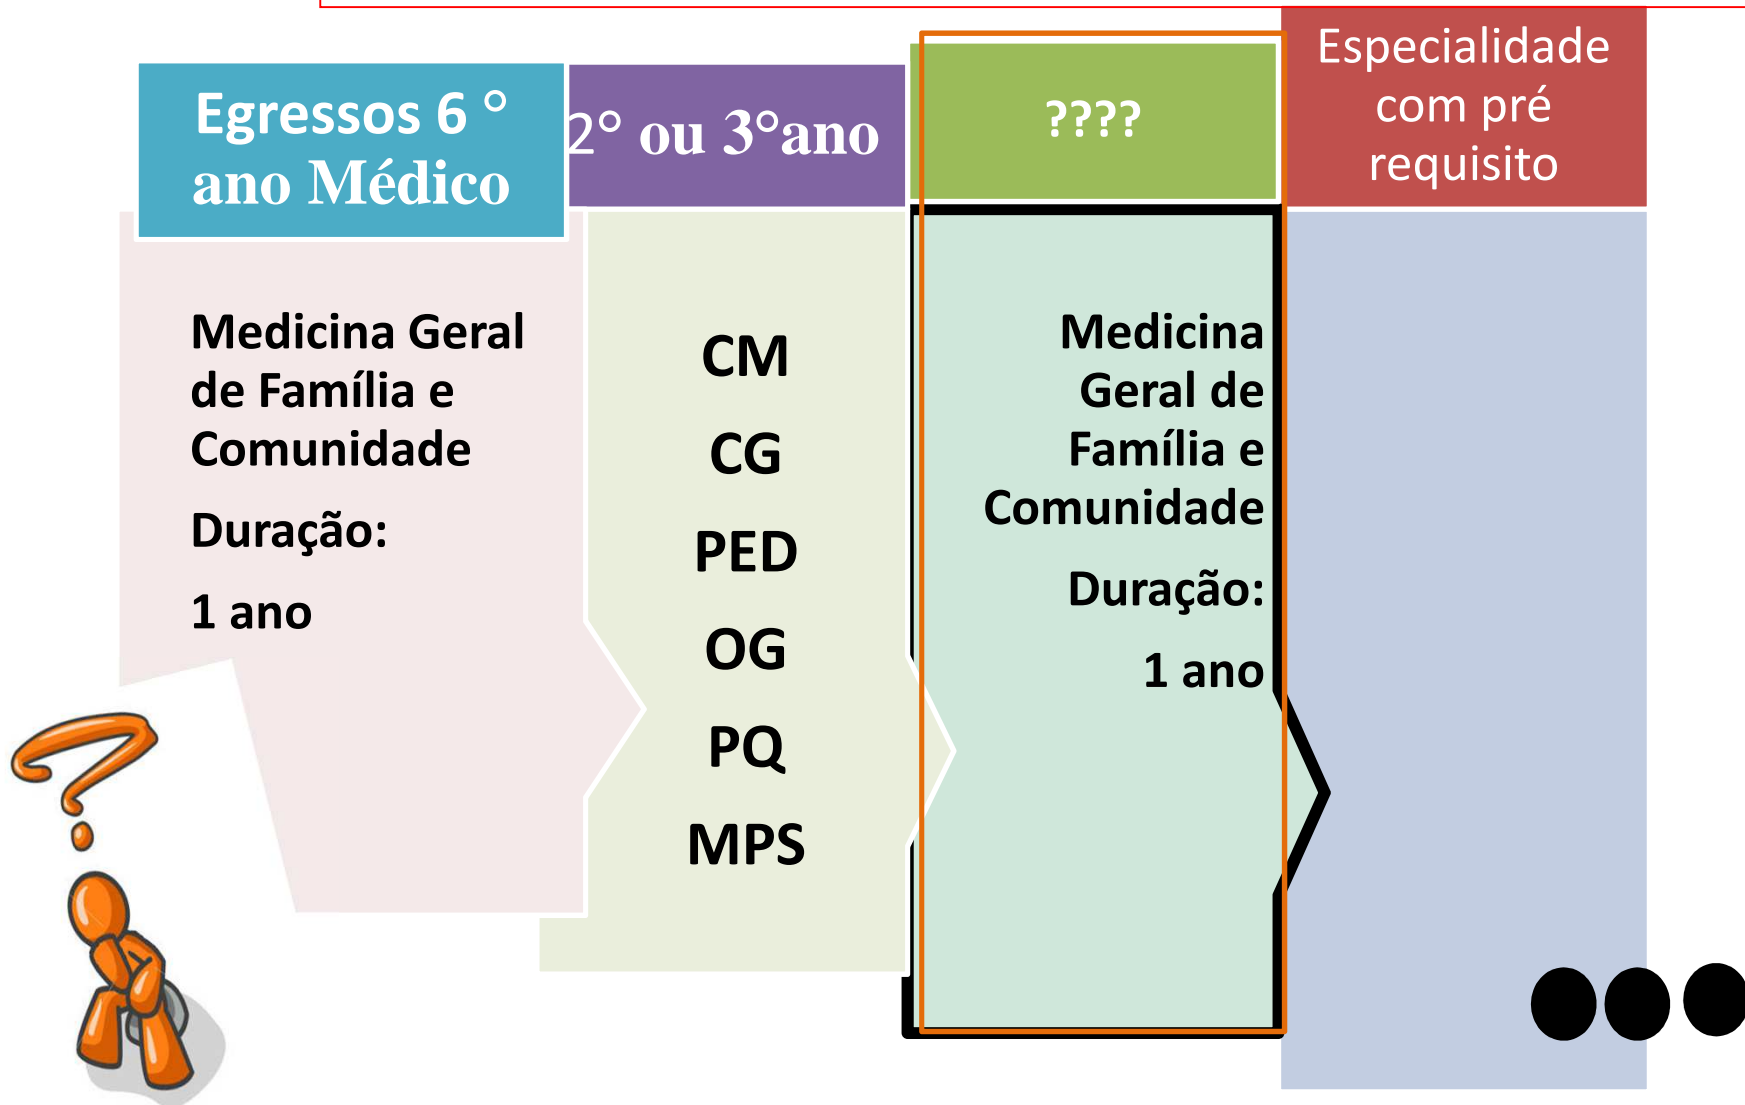 Egressos 6 °
ano Médico
Medicina Geral
de Família e
Comunidade
Duração:
1 ano
2° ou 3°ano
CM
CG
PED
OG
PQ
MPS
????
Medicina
Geral de
Família e
Comunidade
Duração:
1 ano
Especialidade
com pré
requisito